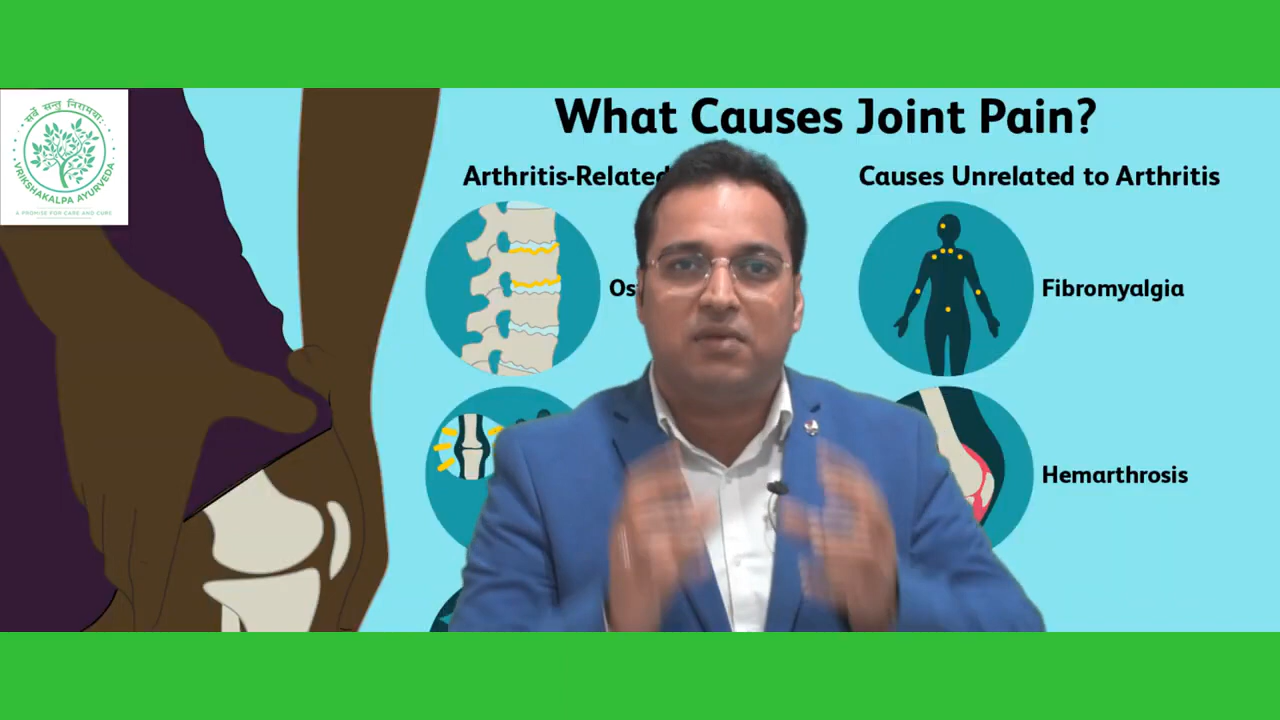 सर्वे सन्तु निरामयाः
VRIKSHAKALPA AYURVEDA
A PROMISE FOR CARE AND CURE
What Causes Joint Pain?
Arthritis-Related
Causes Unrelated to Arthritis
Fibromyalgia
Hemarthrosis